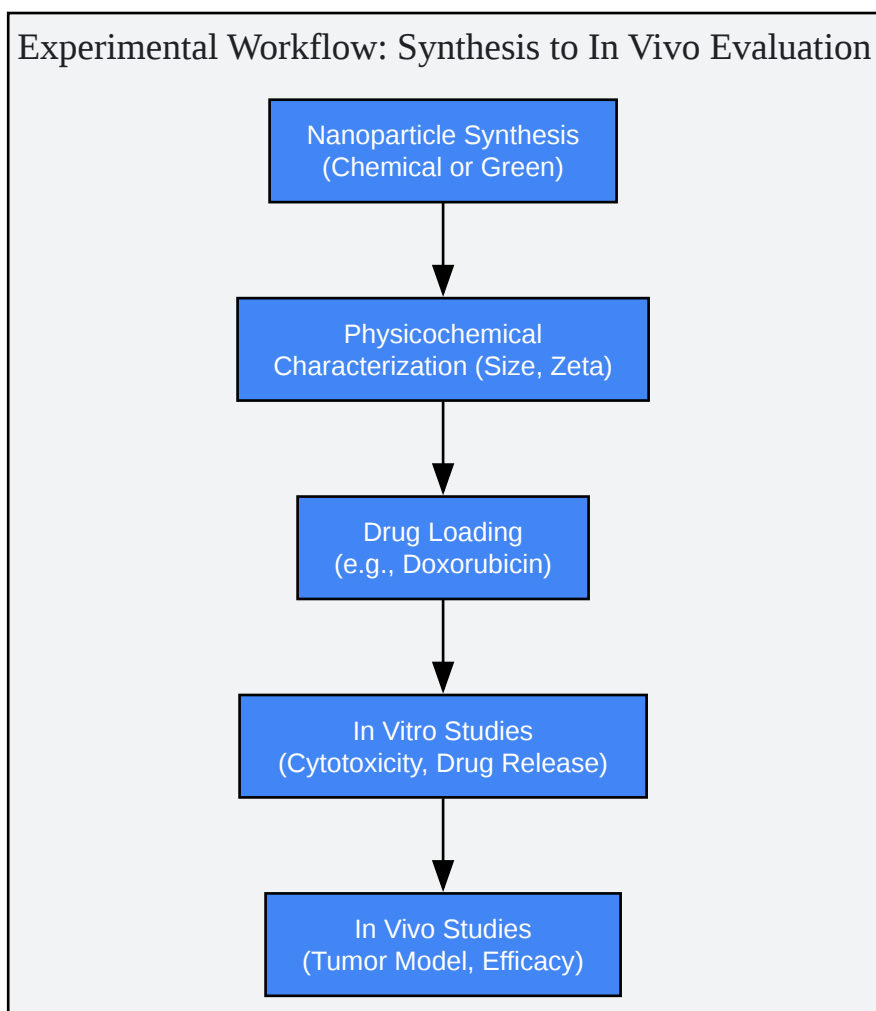 Experimental Workflow: Synthesis to In Vivo Evaluation
Nanoparticle Synthesis
(Chemical or Green)
Physicochemical
Characterization (Size, Zeta)
Drug Loading
(e.g., Doxorubicin)
In Vitro Studies
(Cytotoxicity, Drug Release)
In Vivo Studies
(Tumor Model, Efficacy)